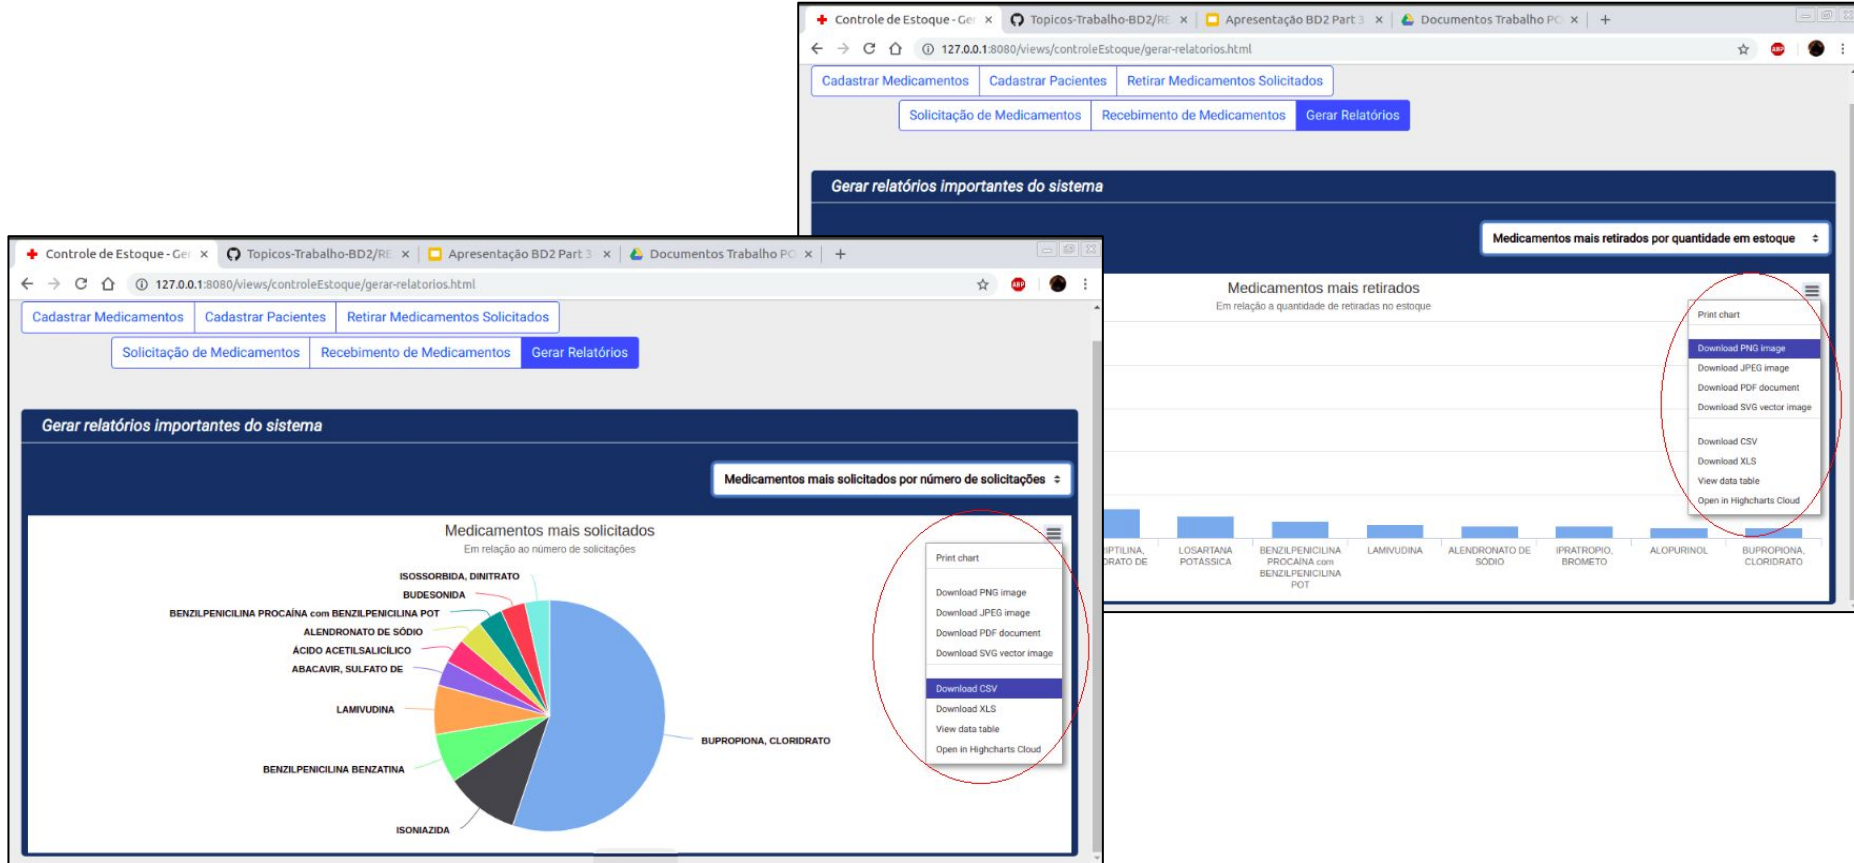 Controle de Estoque - Ger
Topicos-Trabalho-BD2/RE
Apresentação BD2 Part 3
Documentos Trabalho PO
127.0.0.1:8080/views/controleEstoque/gerar-relatorios.html
ABP
Cadastrar Medicamentos
Cadastrar Pacientes
Retirar Medicamentos Solicitados
Solicitação de Medicamentos
Recebimento de Medicamentos
Gerar Relatórios
Gerar relatórios importantes do sistema
Medicamentos mais retirados por quantidade em estoque
Medicamentos mais retirados
Em relação a quantidade de retiradas no estoque
Print chart
Download PNG image
Download JPEG image
Download PDF document
Download SVG vector image
Download CSV
Download XLS
View data table
Open in Highcharts Cloud
IPTILINA,
DRATO DE
LOSARTANA
POTÁSSICA
BENZILPENICILINA
PROCAÍNA com
BENZILPENICILINA
POT
LAMIVUDINA
ALENDRONATO DE
SÓDIO
IPRATROPIO,
BROMETO
ALOPURINOL
BUPROPIONA,
CLORIDRATO
Controle de Estoque - Ger
Topicos-Trabalho-BD2/RE
Apresentação BD2 Part 3
Documentos Trabalho PO
127.0.0.1:8080/views/controleEstoque/gerar-relatorios.html
ABP
Cadastrar Medicamentos
Cadastrar Pacientes
Retirar Medicamentos Solicitados
Solicitação de Medicamentos
Recebimento de Medicamentos
Gerar Relatórios
Gerar relatórios importantes do sistema
Medicamentos mais solicitados por número de solicitações
Medicamentos mais solicitados
Em relação ao número de solicitações
ISOSSORBIDA, DINITRATO
BUDESONIDA
BENZILPENICILINA PROCAÍNA com BENZILPENICILINA POT
ALENDRONATO DE SÓDIO
ÁCIDO ACETILSALICÍLICO
ABACAVIR, SULFATO DE
LAMIVUDINA
BENZILPENICILINA BENZATINA
ISONIAZIDA
BUPROPIONA, CLORIDRATO
Print chart
Download PNG image
Download JPEG image
Download PDF document
Download SVG vector image
Download CSV
Download XLS
View data table
Open in Highcharts Cloud